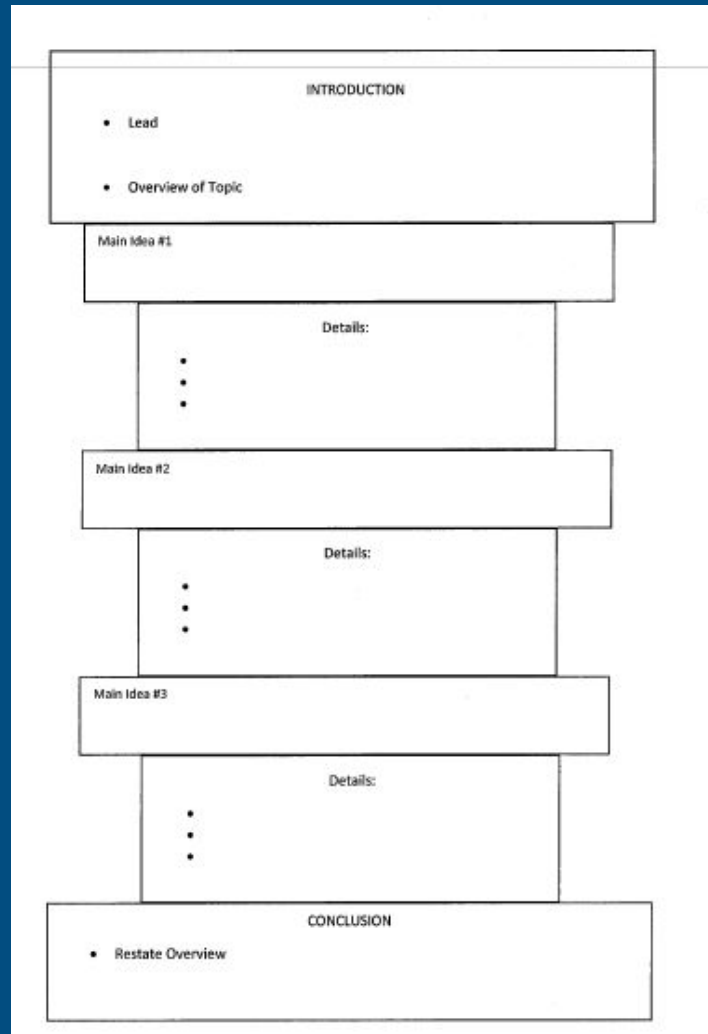 INTRODUCTION
• Lead
• Overview of Topic
Main Idea #1
Details:
•
•
•
Main Idea #2
Details:
•
•
•
Main Idea #3
Details:
•
•
•
CONCLUSION
• Restate Overview